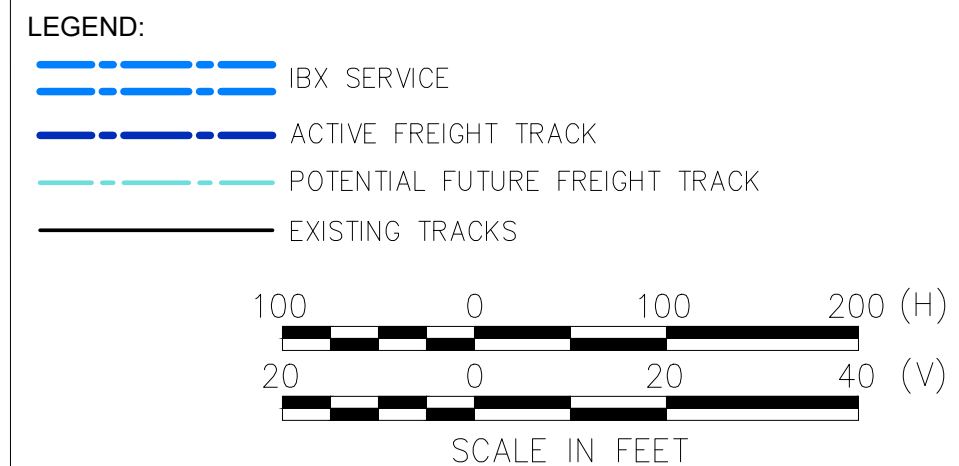 LEGEND:
IBX SERVICE
ACTIVE FREIGHT TRACK
POTENTIAL FUTURE FREIGHT TRACK
EXISTING TRACKS
100 0 100 200 (H)
20 0 20 40 (V)
SCALE IN FEET